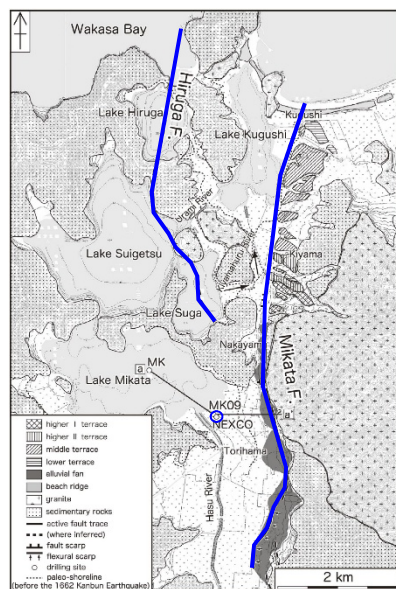 Wakasa Bay
Hiruga F.
Lake Hiruga
Kugushi
Lake Kugushi
Urami River
Lake Suigetsu
Kiyama
Lake Suga
Nakayama
Mikata F.
a
MK
Lake Mikata
MK09
a'
NEXCO
Torihama
Hasu River
higher I terrace
higher II terrace
middle terrace
lower terrace
alluvial fan
beach ridge
granite
sedimentary rocks
active fault trace
(where inferred)
fault scarp
flexural scarp
drilling site
paleo-shoreline
(before the 1662 Kanbun Earthquake)
2 km